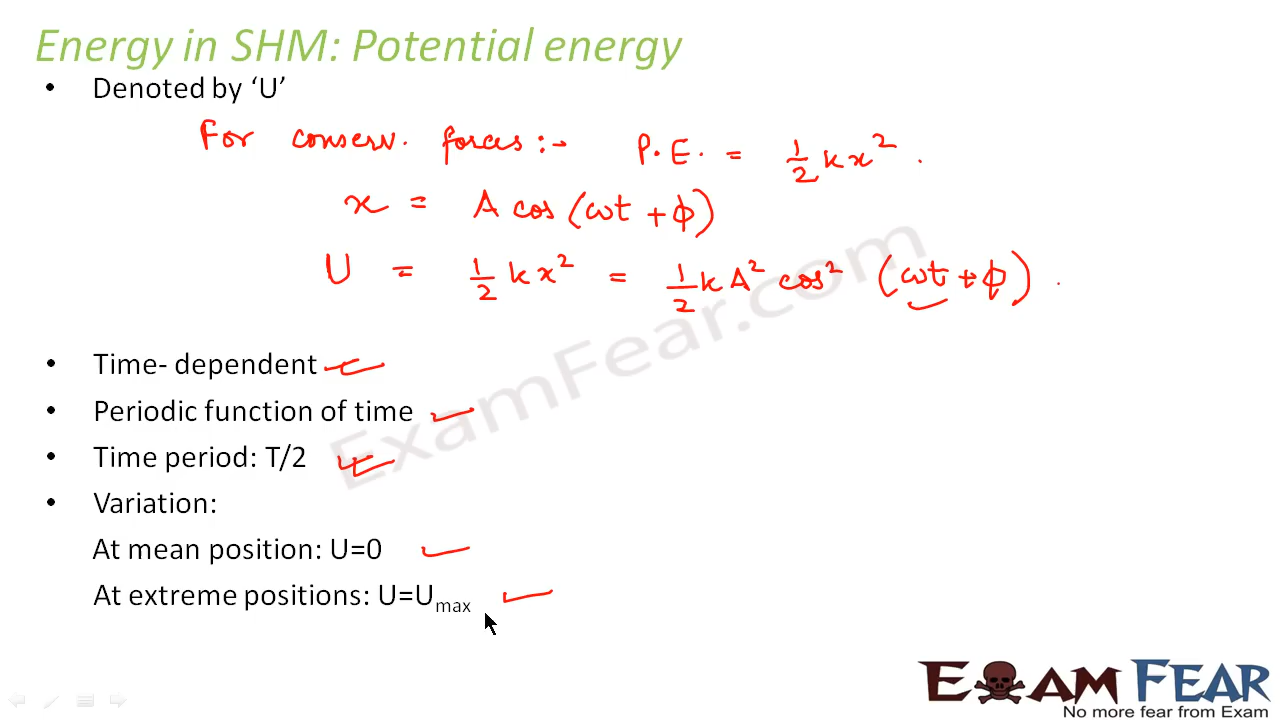 Energy in SHM: Potential energy
• Denoted by ‘U’
For conserv. forces :→ P.E. = 1/2 kx² .
x = A cos (ωt + ϕ)
U = 1/2 kx² = 1/2 kA² cos² (ωt + ϕ) .
• Time- dependent
• Periodic function of time
• Time period: T/2
• Variation:
At mean position: U=0
At extreme positions: U=Umax
ExamFear.com
EXAM FEAR
No more fear from Exam